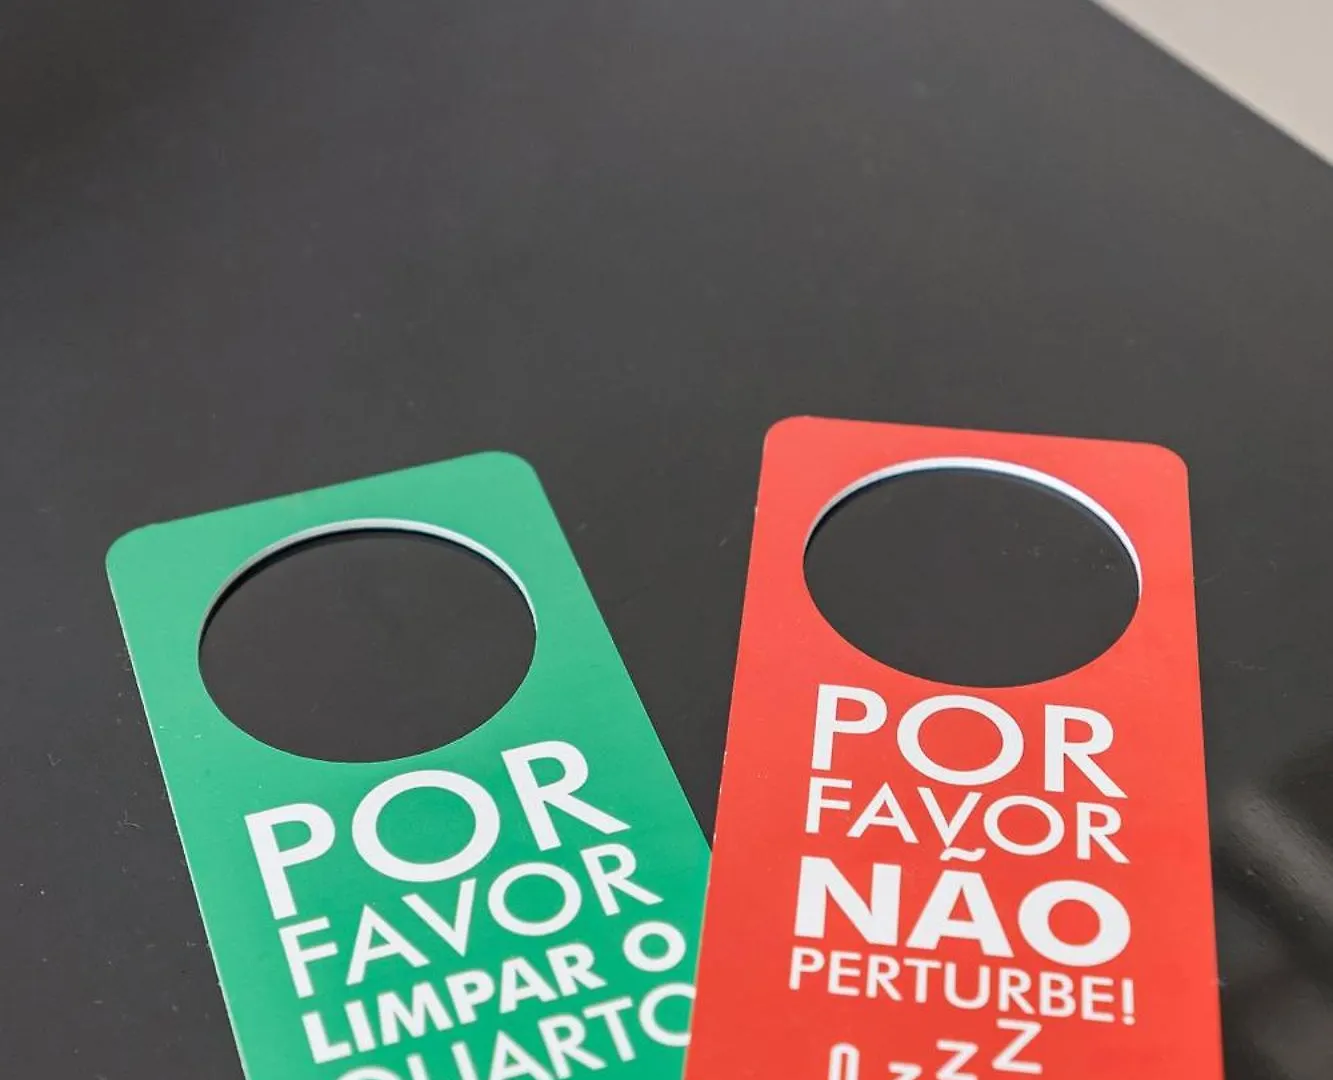 POR
FAVOR
LIMPAR O
QUARTO
POR
FAVOR
NÃO
PERTURBE!
z z Z